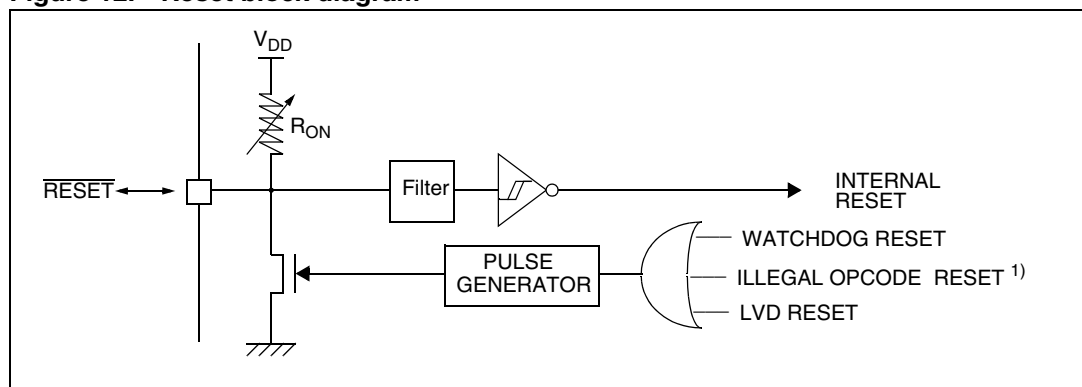 Figure 12. Reset block diagram
VDD
RON
RESET
Filter
INTERNAL
RESET
WATCHDOG RESET
PULSE
GENERATOR
ILLEGAL OPCODE RESET 1)
LVD RESET